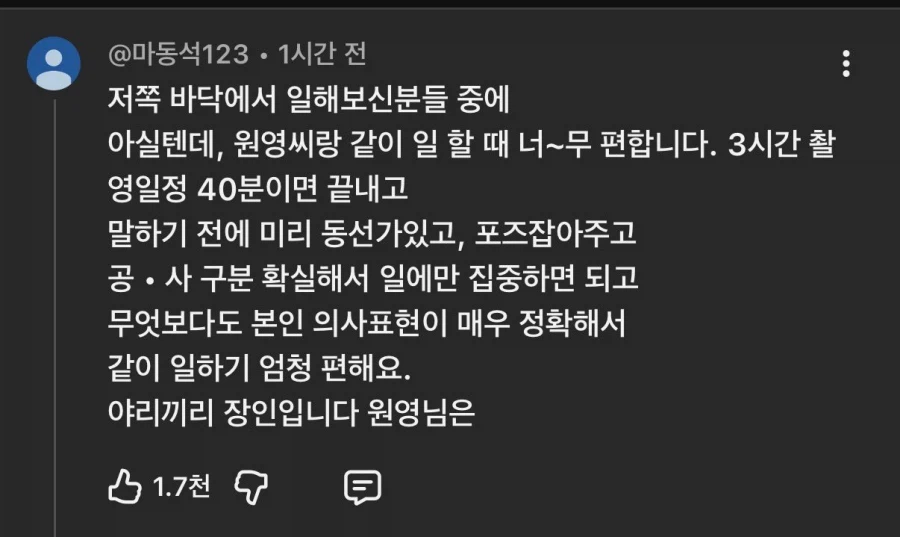 @마동석123 • 1시간 전
저쪽 바닥에서 일해보신분들 중에
아실텐데, 원영씨랑 같이 일 할 때 너~무 편합니다. 3시간 촬
영일정 40분이면 끝내고
말하기 전에 미리 동선가있고, 포즈잡아주고
공 • 사 구분 확실해서 일에만 집중하면 되고
무엇보다도 본인 의사표현이 매우 정확해서
같이 일하기 엄청 편해요.
야리끼리 장인입니다 원영님은
1.7천